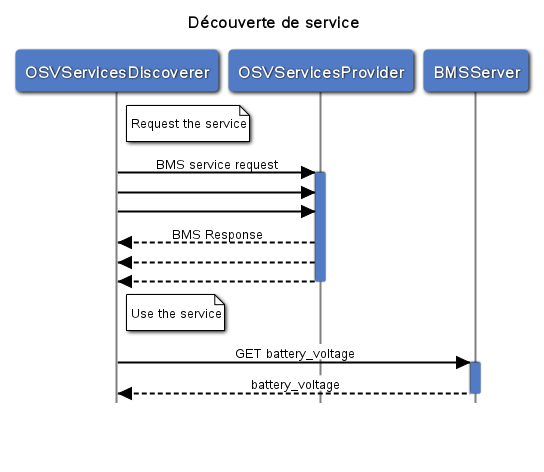 Découverte de service
OSVServicesDiscoverer
OSVServicesProvider
BMSServer
Request the service
BMS service request
BMS Response
Use the service
GET battery_voltage
battery_voltage